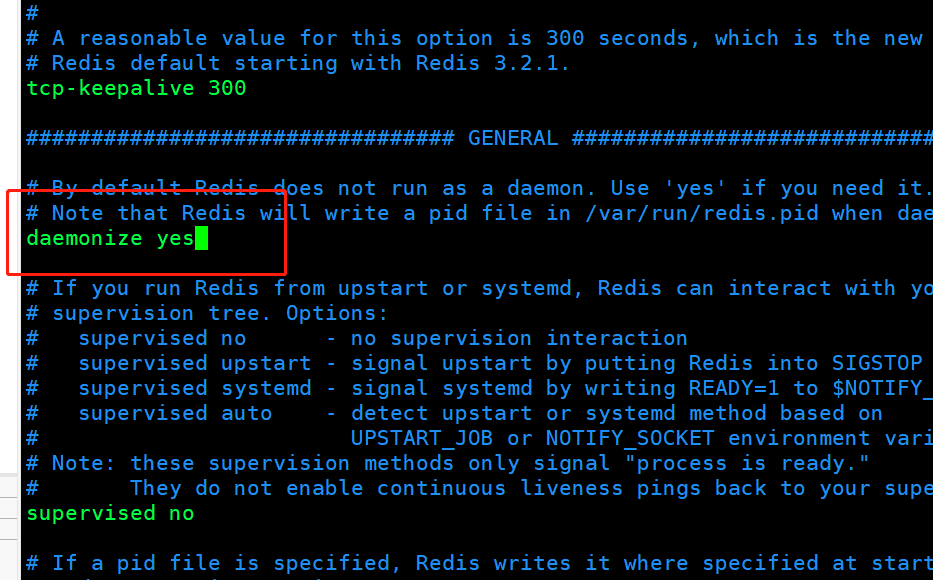 #
# A reasonable value for this option is 300 seconds, which is the new
# Redis default starting with Redis 3.2.1.
tcp-keepalive 300
################################# GENERAL ############################
# By default Redis does not run as a daemon. Use 'yes' if you need it.
# Note that Redis will write a pid file in /var/run/redis.pid when dae
daemonize yes
# If you run Redis from upstart or systemd, Redis can interact with yo
# supervision tree. Options:
#   supervised no      - no supervision interaction
#   supervised upstart - signal upstart by putting Redis into SIGSTOP
#   supervised systemd - signal systemd by writing READY=1 to $NOTIFY_
#   supervised auto    - detect upstart or systemd method based on
#                        UPSTART_JOB or NOTIFY_SOCKET environment vari
# Note: these supervision methods only signal "process is ready."
#       They do not enable continuous liveness pings back to your supe
supervised no
# If a pid file is specified, Redis writes it where specified at start